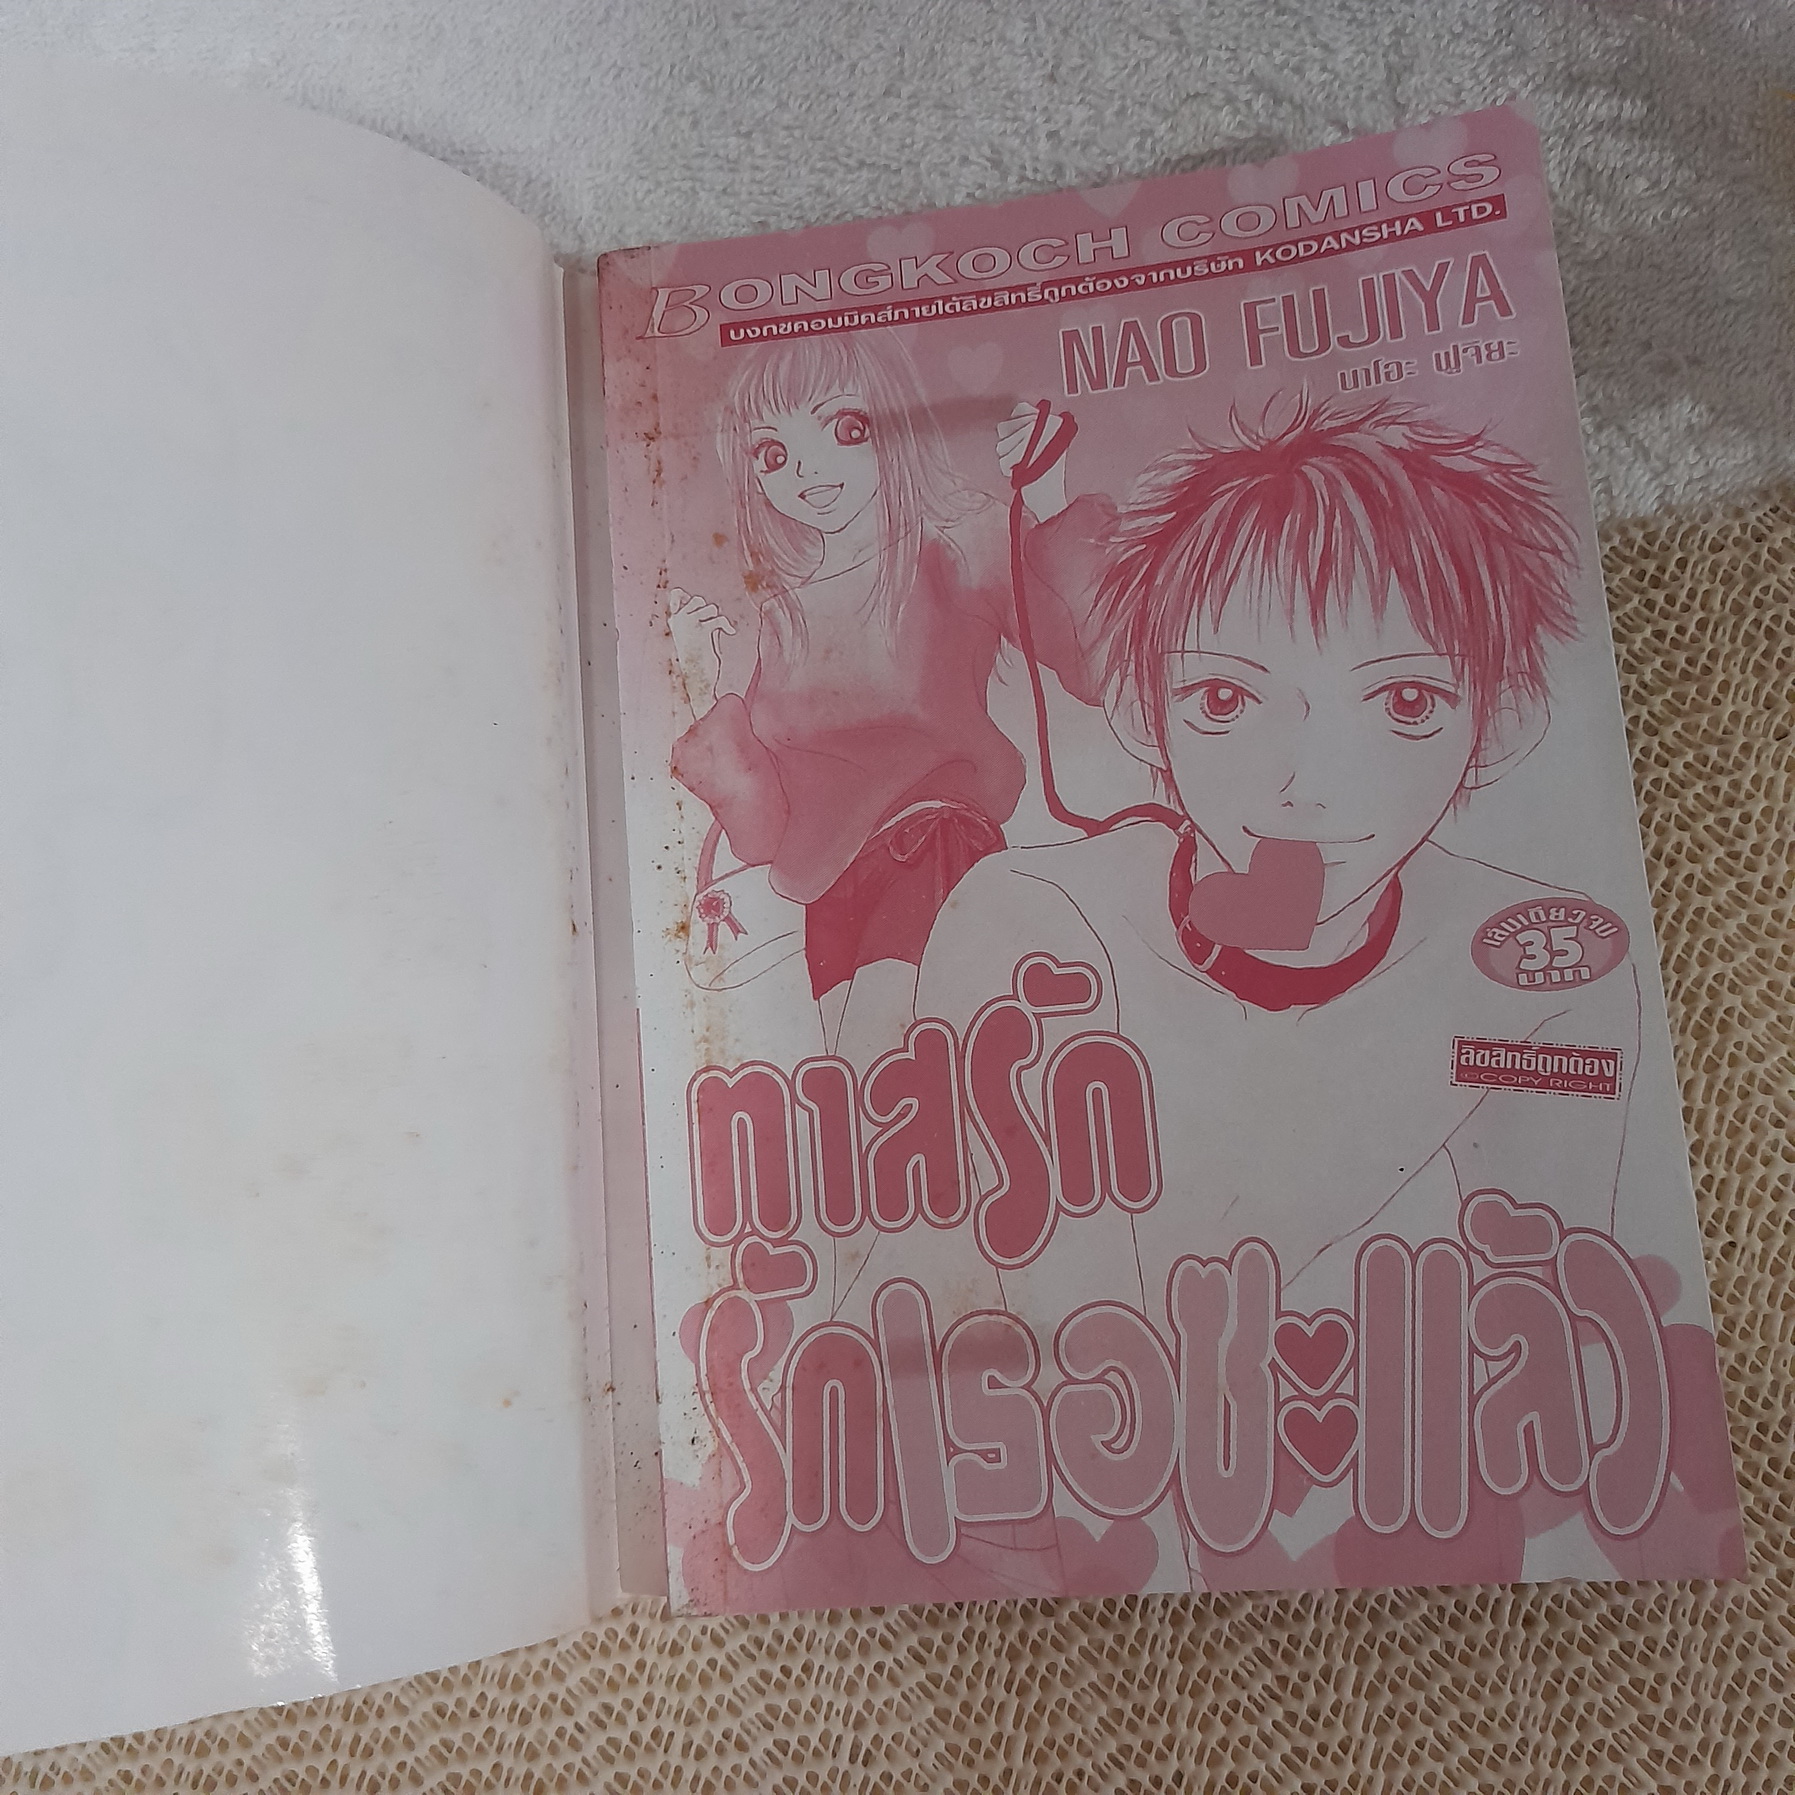 BONGKOCH COMICS
บงกชคอมมิคส์ภายใต้ลิขสิทธิ์ถูกต้องจากบริษัท KODANSHA LTD.
NAO FUJIYA
นาโอะ ฟูจิยะ
เล่มเดียวจบ
35
บาท
ลิขสิทธิ์ถูกต้อง
©COPY RIGHT
ทาสรัก
รักเธอซะแล้ว